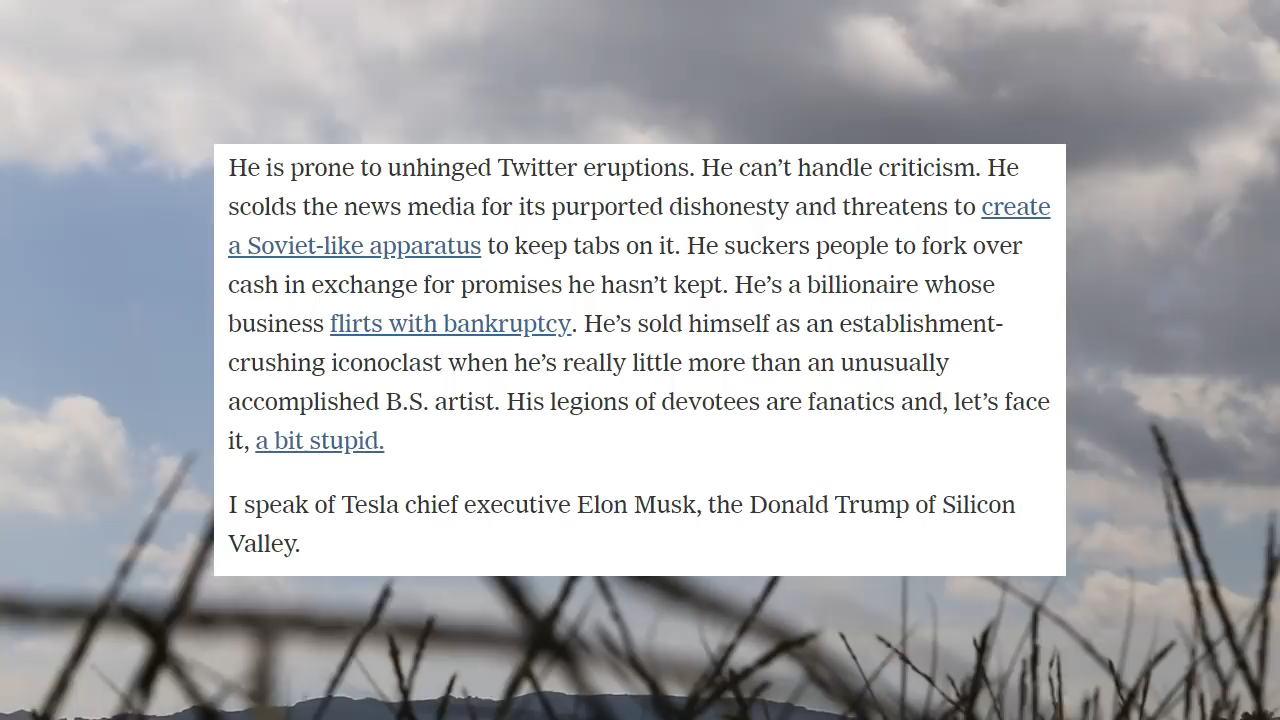 He is prone to unhinged Twitter eruptions. He can’t handle criticism. He
scolds the news media for its purported dishonesty and threatens to create
a Soviet-like apparatus to keep tabs on it. He suckers people to fork over
cash in exchange for promises he hasn’t kept. He’s a billionaire whose
business flirts with bankruptcy. He’s sold himself as an establishment-
crushing iconoclast when he’s really little more than an unusually
accomplished B.S. artist. His legions of devotees are fanatics and, let’s face
it, a bit stupid.
I speak of Tesla chief executive Elon Musk, the Donald Trump of Silicon
Valley.